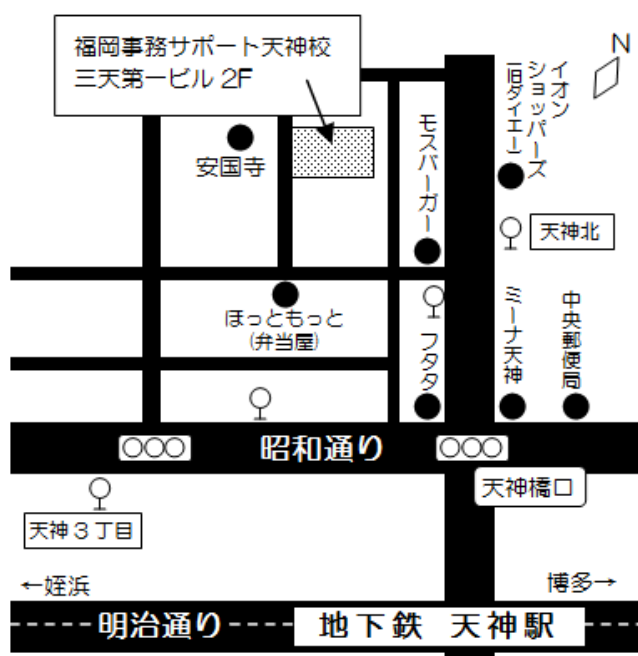 福岡事務サポート天神校
三天第一ビル 2F
N
イオン
ショッパーズ
(旧ダイエー)
モスバーガー
安国寺
天神北
ほっともっと
(弁当屋)
フタタ
ミーナ天神
中央郵便局
昭和通り
天神橋口
天神3丁目
←姪浜
博多→
明治通り
地下鉄 天神駅